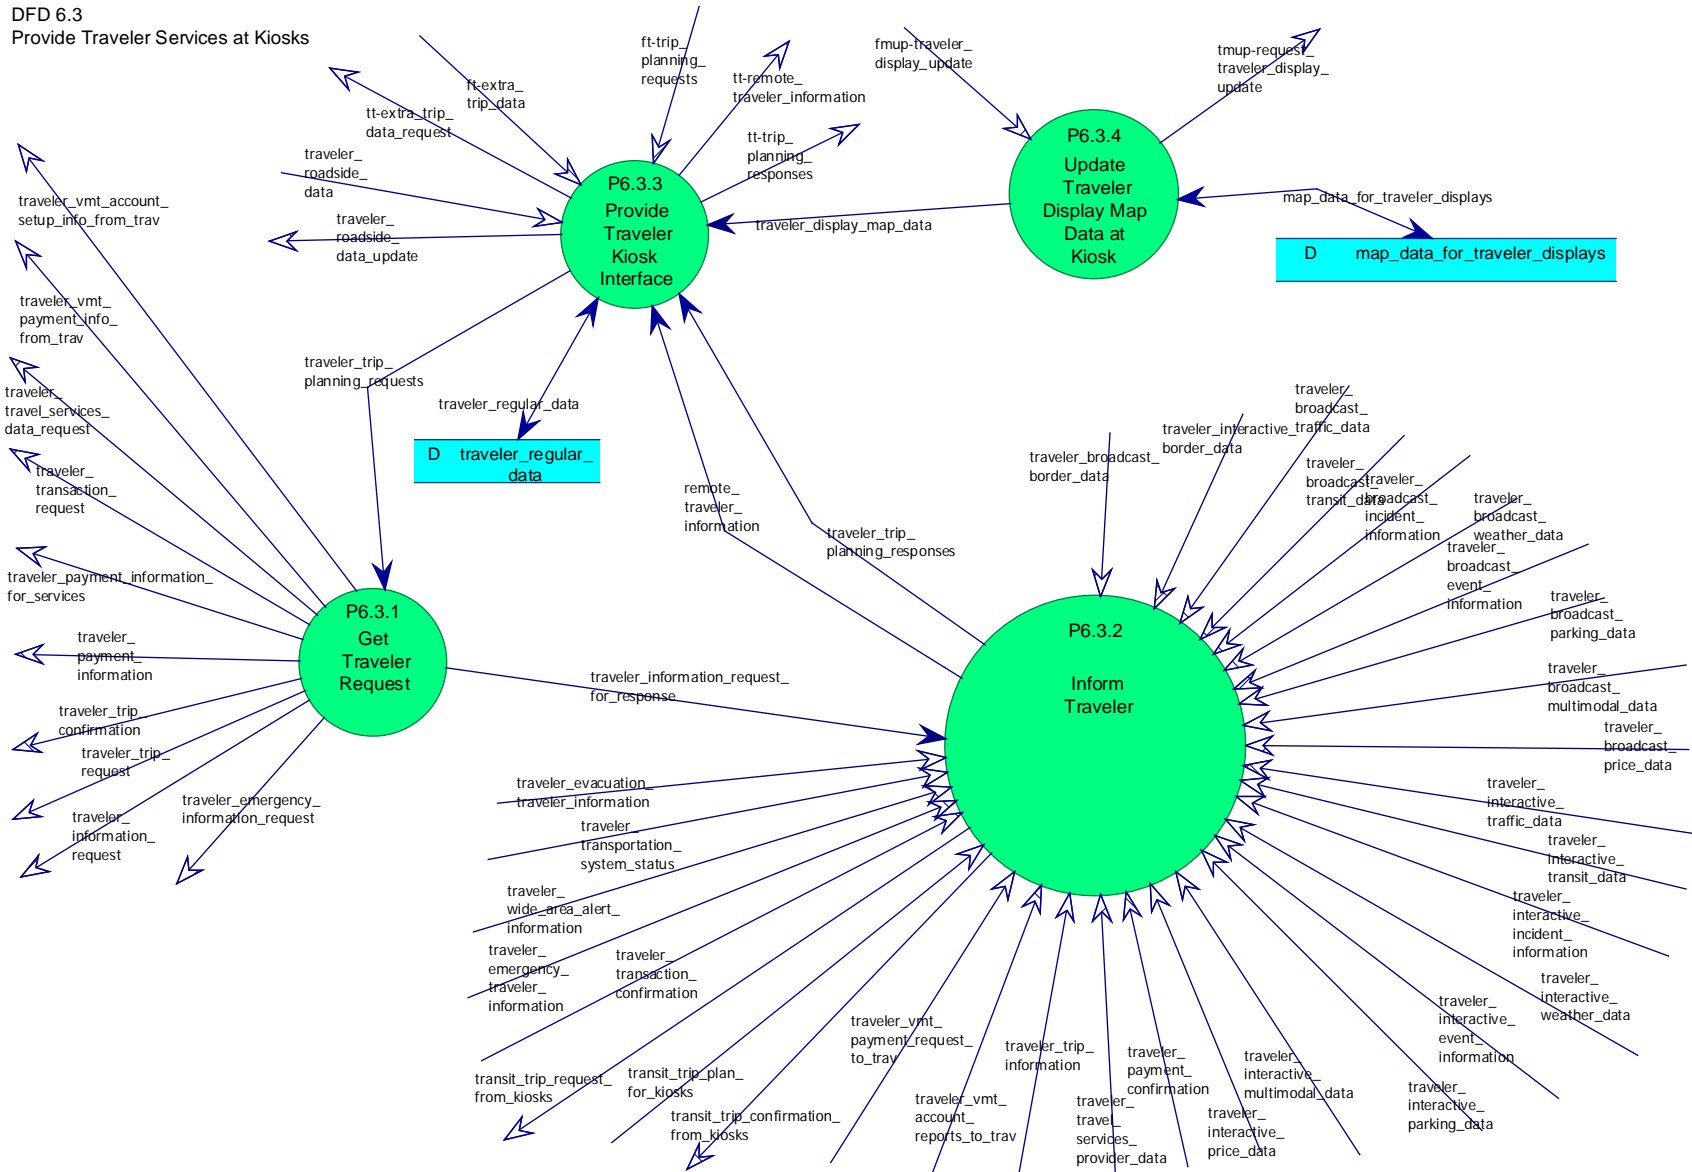 DFD 6.3
Provide Traveler Services at Kiosks
ft-trip_
planning_
requests
fmup-traveler_
display_update
tmup-request_
traveler_display_
update
ft-extra_
trip_data
tt-remote_
traveler_information
tt-extra_trip_
data_request
tt-trip_
planning_
responses
traveler_
roadside_
data
traveler_
roadside_
data_update
P6.3.3
Provide
Traveler
Kiosk
Interface
P6.3.4
Update
Traveler
Display Map
Data at
Kiosk
traveler_display_map_data
map_data_for_traveler_displays
D map_data_for_traveler_displays
traveler_vmt_account_
setup_info_from_trav
traveler_vmt_
payment_info_
from_trav
traveler_
travel_services_
data_request
traveler_
transaction_
request
traveler_payment_information_
for_services
traveler_
payment_
information
traveler_trip_
confirmation
traveler_trip_
request
traveler_
information_
request
traveler_emergency_
information_request
traveler_trip_
planning_requests
traveler_regular_data
D traveler_regular_
data
P6.3.1
Get
Traveler
Request
remote_
traveler_
information
traveler_trip_
planning_responses
traveler_information_request_
for_response
P6.3.2
Inform
Traveler
traveler_broadcast_
border_data
traveler_interactive_
border_data
traveler_
broadcast_
traffic_data
traveler_
broadcast_
transit_data
traveler_
broadcast_
incident_
information
traveler_
broadcast_
weather_data
traveler_
broadcast_
event_
information
traveler_
broadcast_
parking_data
traveler_
broadcast_
multimodal_data
traveler_
broadcast_
price_data
traveler_
interactive_
traffic_data
traveler_
interactive_
transit_data
traveler_
interactive_
incident_
information
traveler_
interactive_
weather_data
traveler_
interactive_
event_
information
traveler_
interactive_
parking_data
traveler_
interactive_
multimodal_data
traveler_
interactive_
price_data
traveler_
payment_
confirmation
traveler_
travel_
services_
provider_data
traveler_trip_
information
traveler_vmt_
account_
reports_to_trav
traveler_vmt_
payment_request_
to_trav
transit_trip_confirmation_
from_kiosks
transit_trip_plan_
for_kiosks
transit_trip_request_
from_kiosks
traveler_
transaction_
confirmation
traveler_
emergency_
traveler_
information
traveler_
wide_area_alert_
information
traveler_
transportation_
system_status
traveler_evacuation_
traveler_information